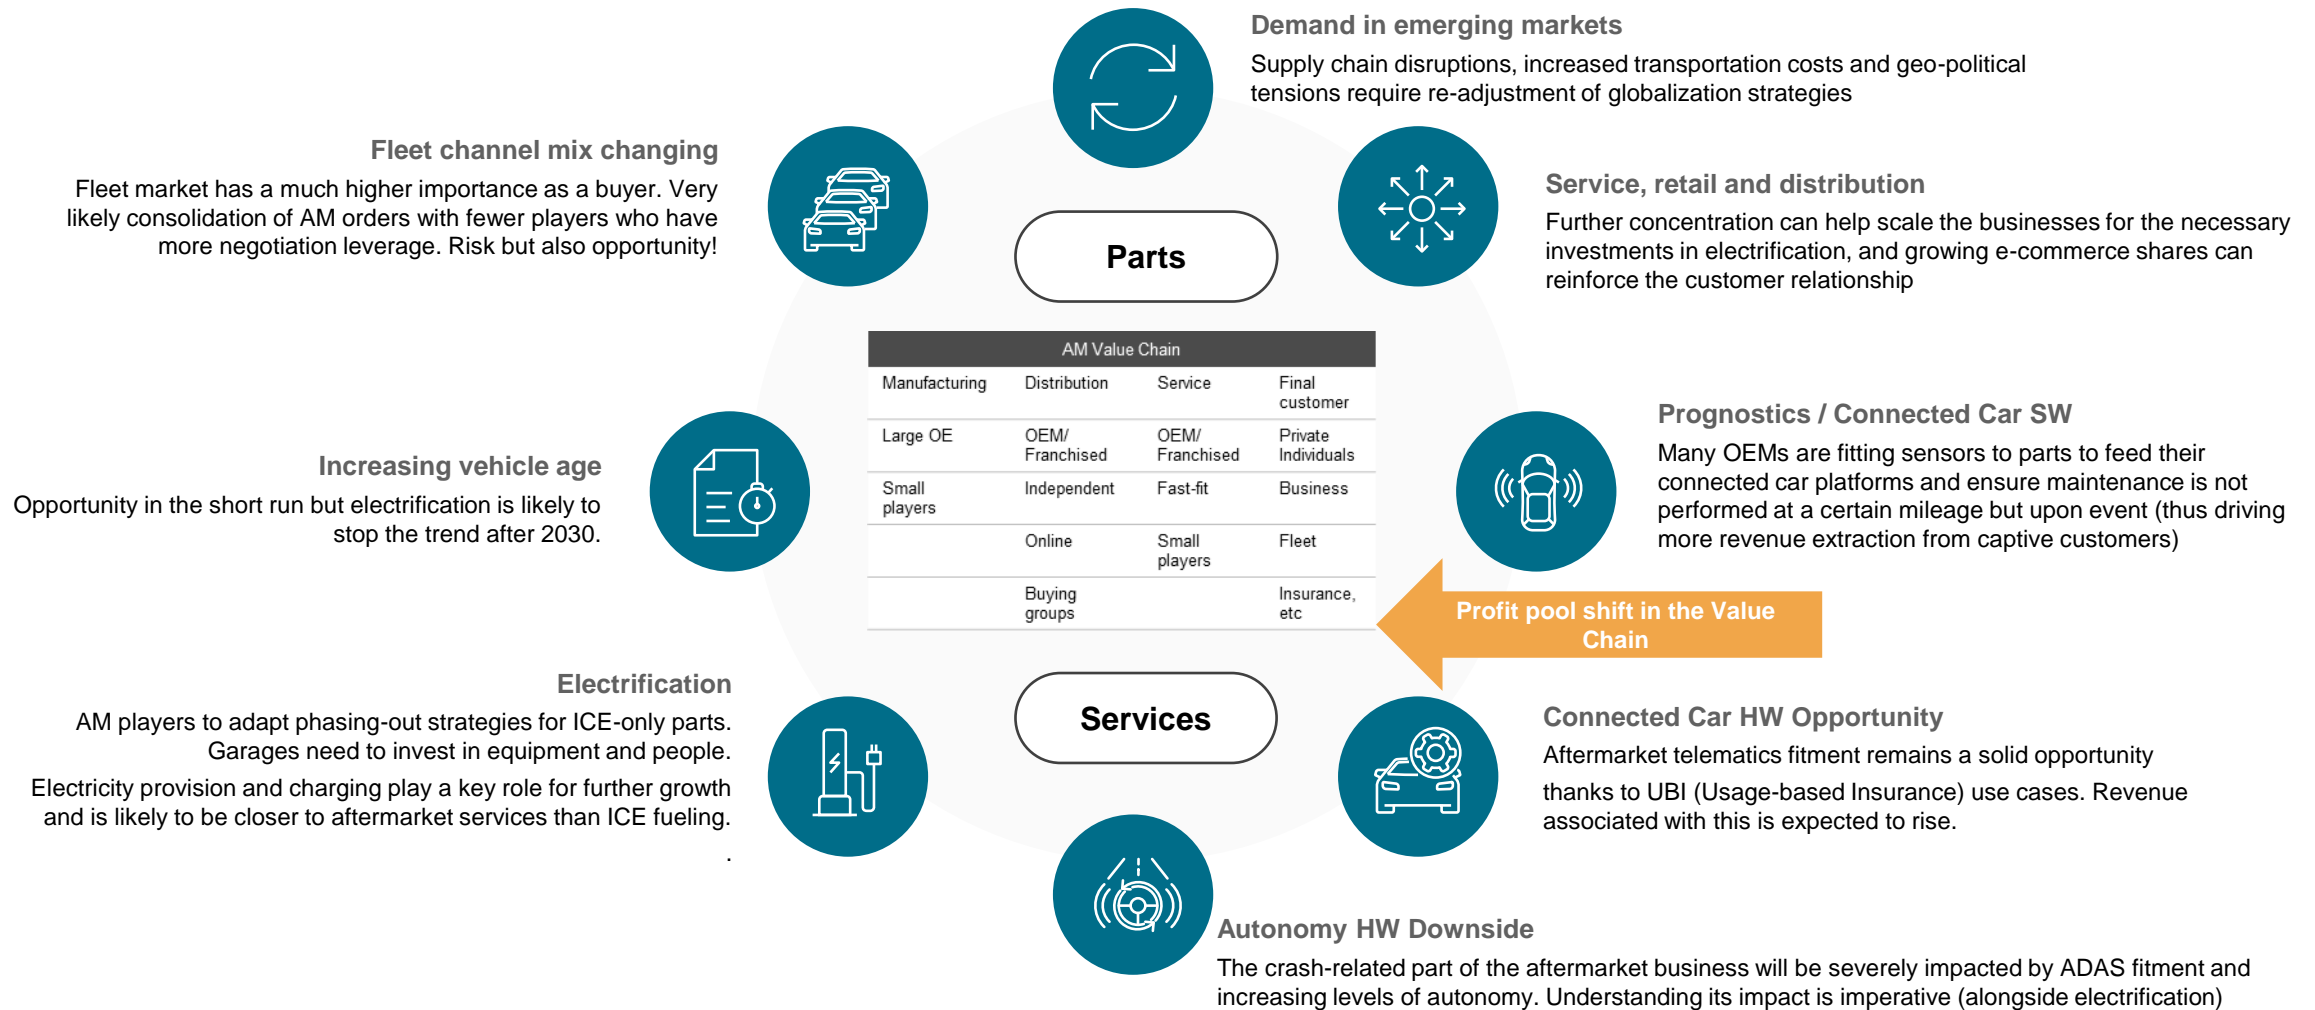 Demand in emerging markets
Supply chain disruptions, increased transportation costs and geo-political
tensions require re-adjustment of globalization strategies
Fleet channel mix changing
Fleet market has a much higher importance as a buyer. Very
likely consolidation of AM orders with fewer players who have
more negotiation leverage. Risk but also opportunity!
Service, retail and distribution
Further concentration can help scale the businesses for the necessary
investments in electrification, and growing e-commerce shares can
reinforce the customer relationship
Parts
AM Value Chain
Manufacturing Distribution Service Final
customer
Large OE OEM/ OEM/ Private
Franchised Franchised Individuals
Small Independent Fast-fit Business
players
Online Small Fleet
players
Buying Insurance,
groups etc
Prognostics / Connected Car SW
Many OEMs are fitting sensors to parts to feed their
connected car platforms and ensure maintenance is not
performed at a certain mileage but upon event (thus driving
more revenue extraction from captive customers)
Increasing vehicle age
Opportunity in the short run but electrification is likely to
stop the trend after 2030.
Profit pool shift in the Value
Chain
Services
Electrification
AM players to adapt phasing-out strategies for ICE-only parts.
Garages need to invest in equipment and people.
Electricity provision and charging play a key role for further growth
and is likely to be closer to aftermarket services than ICE fueling.
.
Connected Car HW Opportunity
Aftermarket telematics fitment remains a solid opportunity
thanks to UBI (Usage-based Insurance) use cases. Revenue
associated with this is expected to rise.
Autonomy HW Downside
The crash-related part of the aftermarket business will be severely impacted by ADAS fitment and
increasing levels of autonomy. Understanding its impact is imperative (alongside electrification)